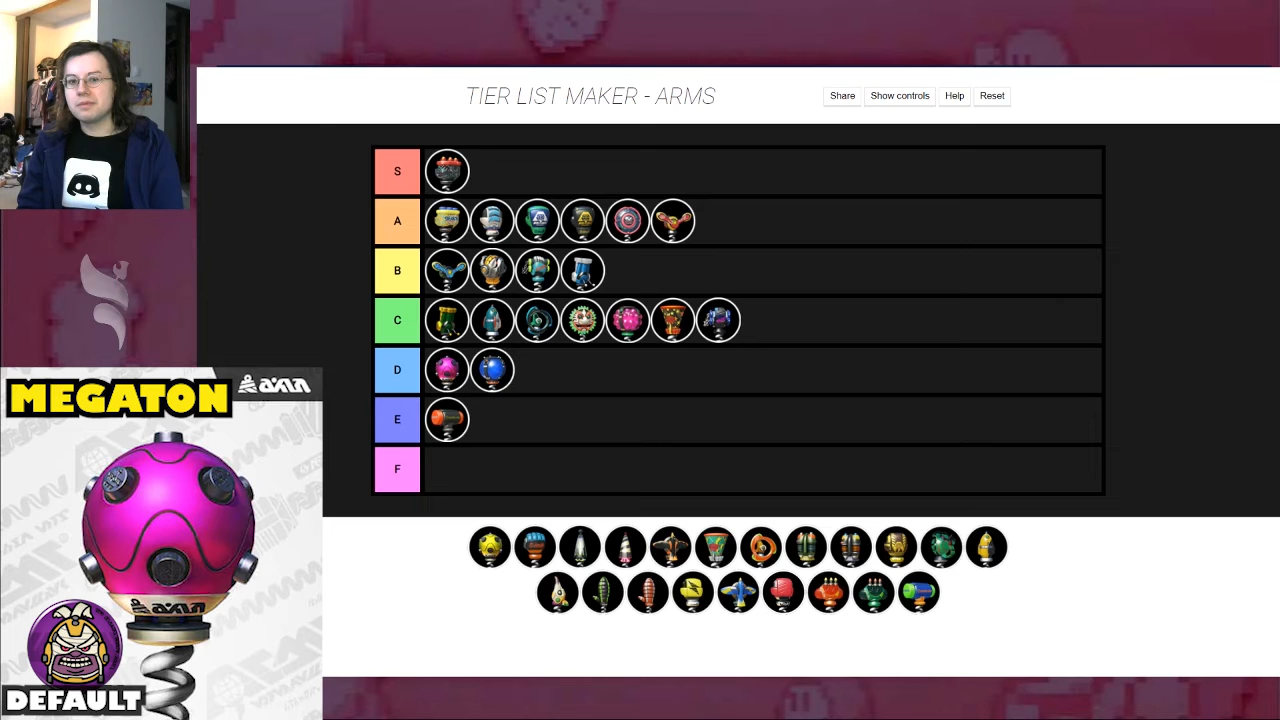 TIER LIST MAKER - ARMS
Share
Show controls
Help
Reset
S
A
B
C
D
E
F
MEGATON
DEFAULT